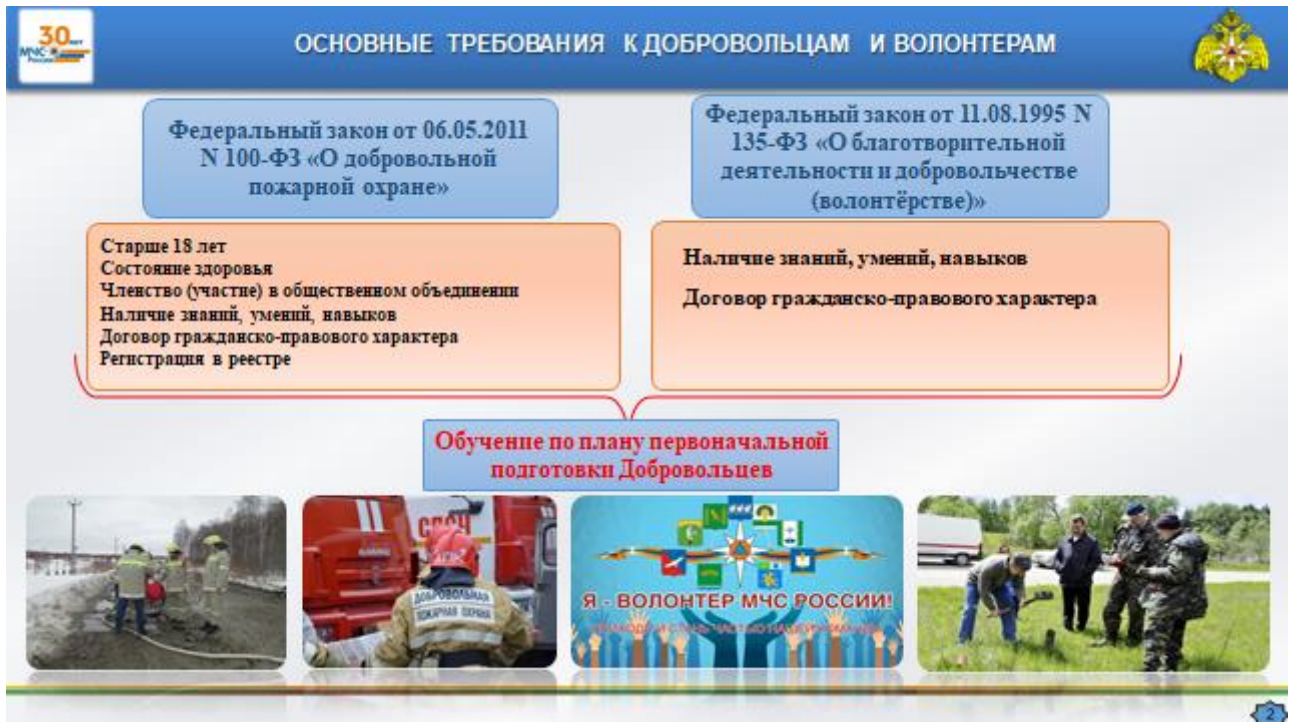 30 лет
МЧС
России
ОСНОВНЫЕ ТРЕБОВАНИЯ К ДОБРОВОЛЬЦАМ И ВОЛОНТЕРАМ
Федеральный закон от 06.05.2011
N 100-ФЗ «О добровольной
пожарной охране»
Федеральный закон от 11.08.1995 N
135-ФЗ «О благотворительной
деятельности и добровольчестве
(волонтёрстве)»
Старше 18 лет
Состояние здоровья
Членство (участие) в общественном объединении
Наличие знаний, умений, навыков
Договор гражданско-правового характера
Регистрация в реестре
Наличие знаний, умений, навыков
Договор гражданско-правового характера
Обучение по плану первоначальной
подготовки Добровольцев
ДОБРОВОЛЬНАЯ
ПОЖАРНАЯ ОХРАНА
Я - ВОЛОНТЕР МЧС РОССИИ!
2